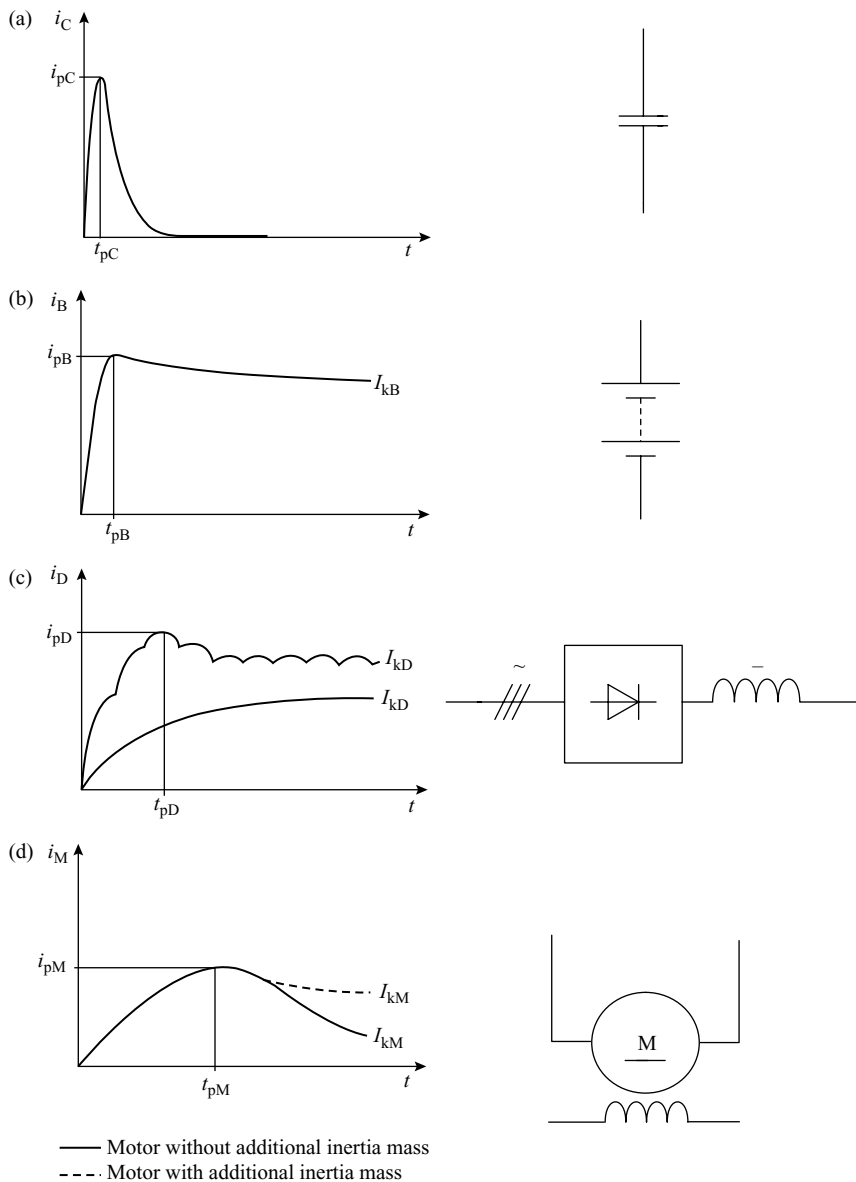 (a) i_C
i_pC
t_pC t
(b) i_B
i_pB
I_kB
t_pB t
(c) i_D
i_pD
I_kD
I_kD
t_pD t
~ –
(d) i_M
i_pM
I_kM
I_kM
t_pM t
M
Motor without additional inertia mass
Motor with additional inertia mass